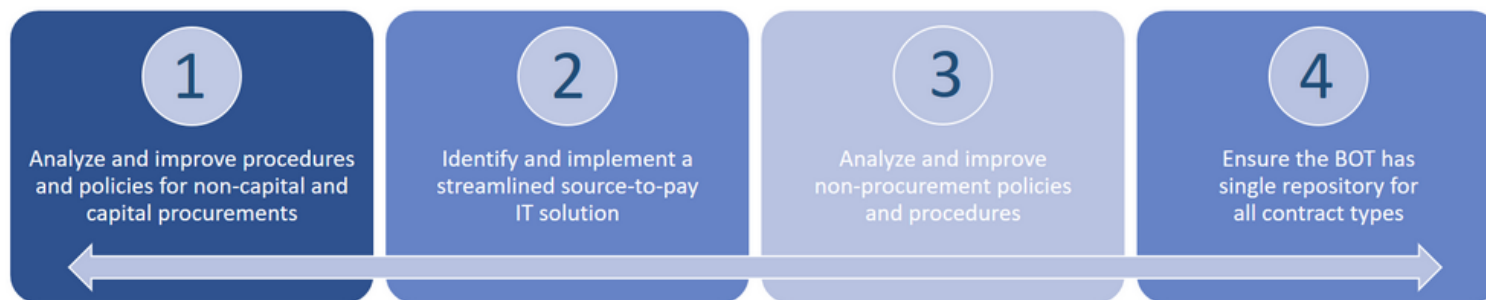 1
Analyze and improve procedures
and policies for non-capital and
capital procurements
2
Identify and implement a
streamlined source-to-pay
IT solution
3
Analyze and improve
non-procurement policies
and procedures
4
Ensure the BOT has
single repository for
all contract types